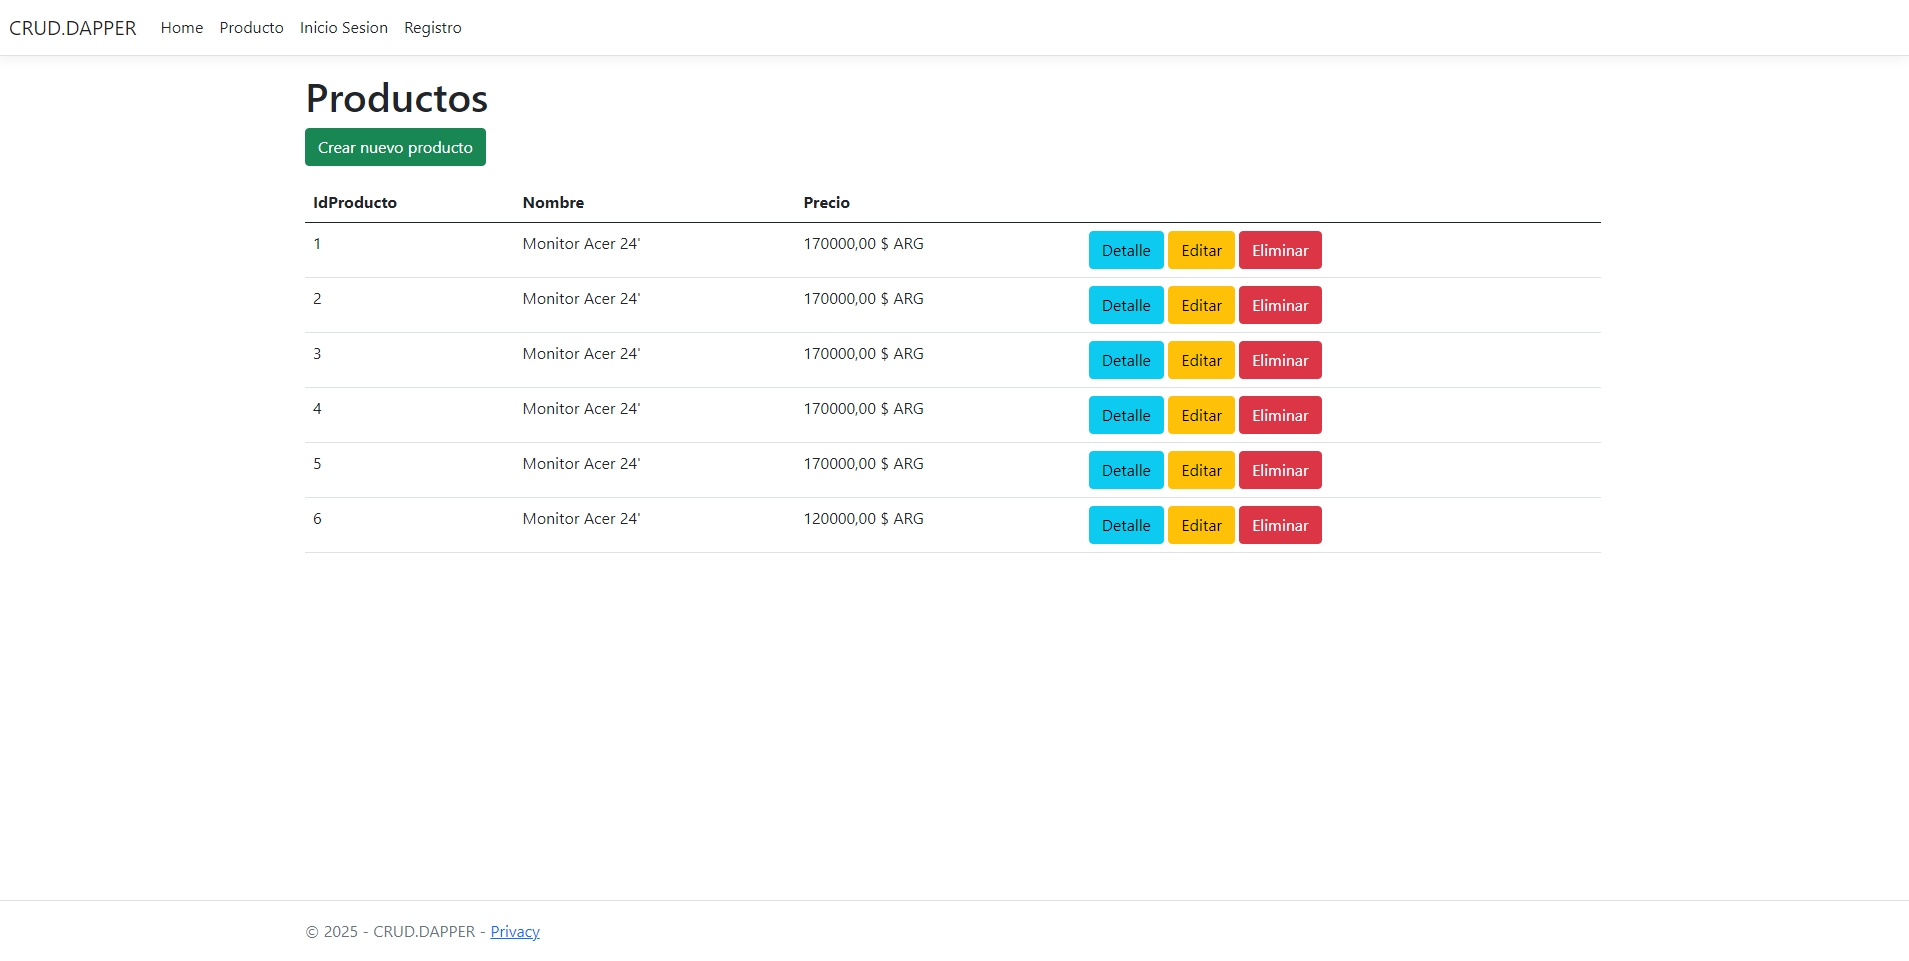 CRUD.DAPPER Home Producto Inicio Sesion Registro
Productos
Crear nuevo producto
IdProducto Nombre Precio
1 Monitor Acer 24' 170000,00 $ ARG Detalle Editar Eliminar
2 Monitor Acer 24' 170000,00 $ ARG Detalle Editar Eliminar
3 Monitor Acer 24' 170000,00 $ ARG Detalle Editar Eliminar
4 Monitor Acer 24' 170000,00 $ ARG Detalle Editar Eliminar
5 Monitor Acer 24' 170000,00 $ ARG Detalle Editar Eliminar
6 Monitor Acer 24' 120000,00 $ ARG Detalle Editar Eliminar
© 2025 - CRUD.DAPPER - Privacy